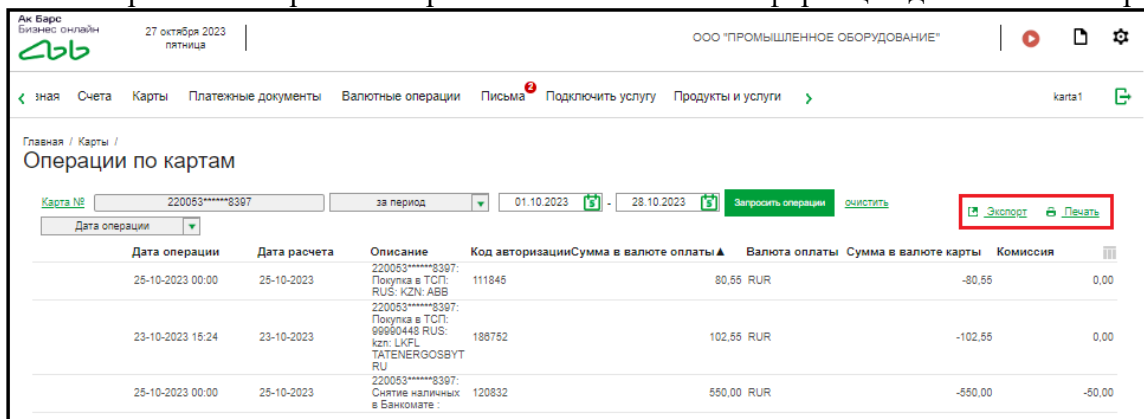 Ак Барс
Бизнес онлайн
27 октября 2023
пятница
ООО "ПРОМЫШЛЕННОЕ ОБОРУДОВАНИЕ"
вная Счета Карты Платежные документы Валютные операции Письма 2 Подключить услугу Продукты и услуги karta1
Главная / Карты /
Операции по картам
Карта № 220053******8397 за период 01.10.2023 - 28.10.2023 Запросить операции очистить
Экспорт Печать
Дата операции
Дата операции Дата расчета Описание Код авторизации Сумма в валюте оплаты▲ Валюта оплаты Сумма в валюте карты Комиссия
220053******8397:
Покупка в ТСП:
RUS: KZN: ABB
25-10-2023 00:00 25-10-2023 111845 80,55 RUR -80,55 0,00
220053******8397:
Покупка в ТСП:
99990448 RUS:
kzn: LKFL
TATENERGOSBYT
RU
23-10-2023 15:24 23-10-2023 186752 102,55 RUR -102,55 0,00
220053******8397:
Снятие наличных
в Банкомате :
25-10-2023 00:00 25-10-2023 120832 550,00 RUR -550,00 -50,00